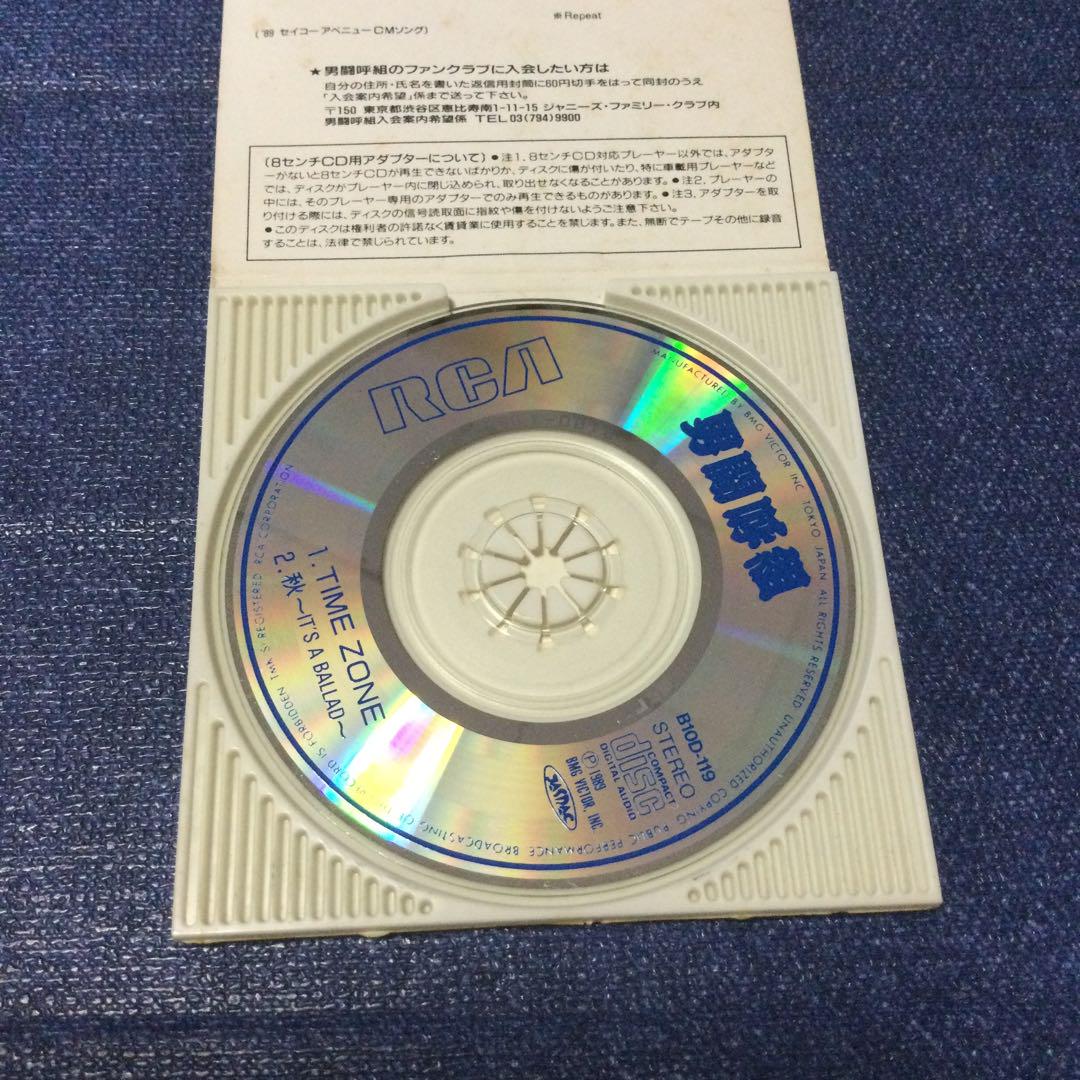 ※Repeat
('89 セイコー アベニューCMソング)
★男闘呼組のファンクラブに入会したい方は
自分の住所・氏名を書いた返信用封筒に60円切手をはって同封のうえ
「入会案内希望」係まで送って下さい。
〒150 東京都渋谷区恵比寿南1-11-15 ジャニーズ・ファミリー・クラブ内
男闘呼組入会案内希望係 TEL03(794)9900
(8センチCD用アダプターについて)●注1.8センチCD対応プレーヤー以外では、アダプタ
ーがないと8センチCDが再生できないばかりか、ディスクに傷が付いたり、特に車載用プレーヤーなど
では、ディスクがプレーヤー内に閉じ込められ、取り出せなくなることがあります。●注2.プレーヤーの
中には、そのプレーヤー専用のアダプターでのみ再生できるものがあります。●注3.アダプターを取
り付ける際には、ディスクの信号読取面に指紋や傷を付けないようご注意下さい。
●このディスクは権利者の許諾なく賃貸業に使用することを禁じます。また、無断でテープその他に録音
することは、法律で禁じられています。
RCA
男闘呼組
1. TIME ZONE
2. 秋〜IT'S A BALLAD〜
B10D-119
STEREO
COMPACT
disc
DIGITAL AUDIO
Ⓟ1989
BMG VICTOR, INC.
JASRAC
MANUFACTURED BY BMG VICTOR INC. TOKYO JAPAN ALL RIGHTS RESERVED UNAUTHORIZED COPYING PUBLIC PERFORMANCE BROADCASTING OF THIS RECORD IS FORBIDDEN TMK(S) REGISTERED RCA CORPORATION